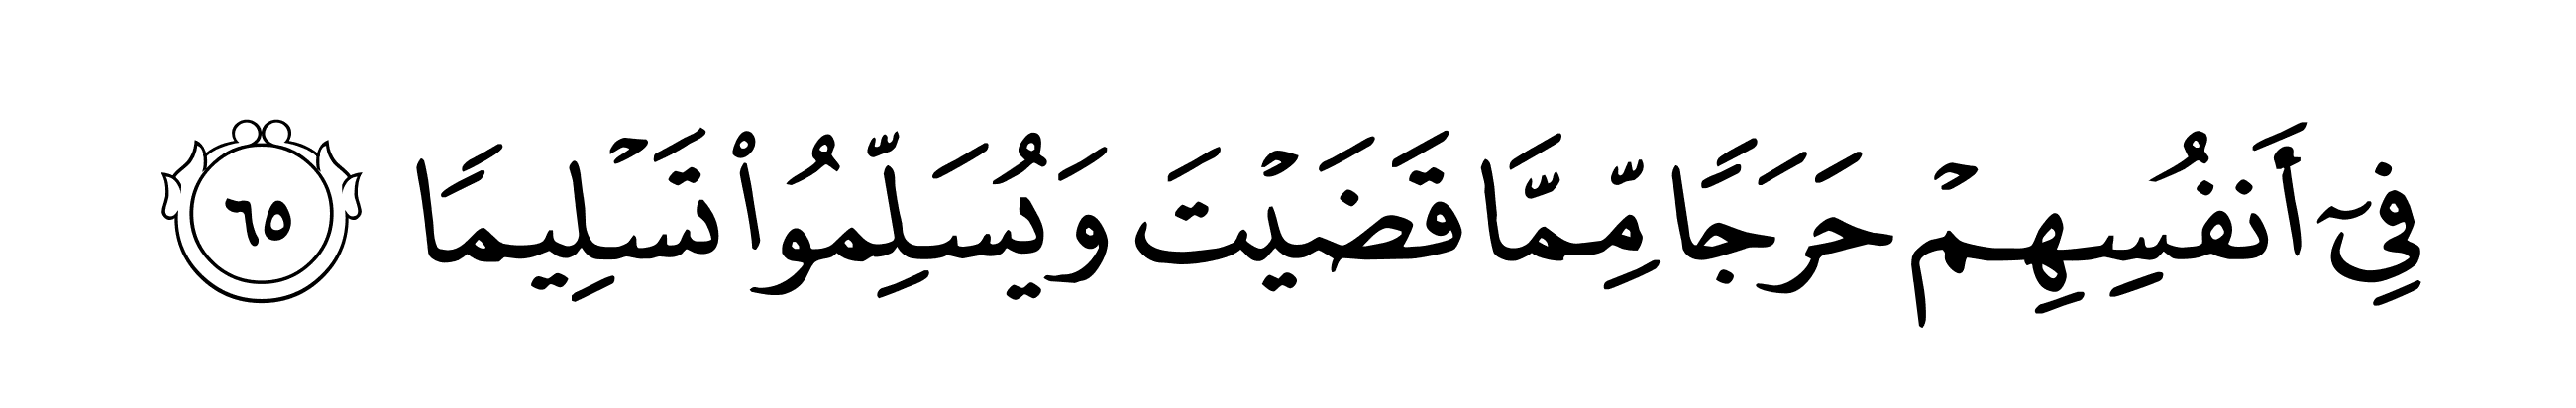 فِيٓ أَنفُسِهِمۡ حَرَجٗا مِّمَّا قَضَيۡتَ وَيُسَلِّمُواْ تَسۡلِيمٗا ٦٥